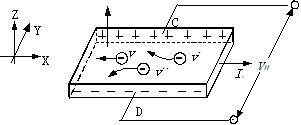 Z
Y
X
C
+ + + + + + + +
V
V'
V''
I
V_H
D